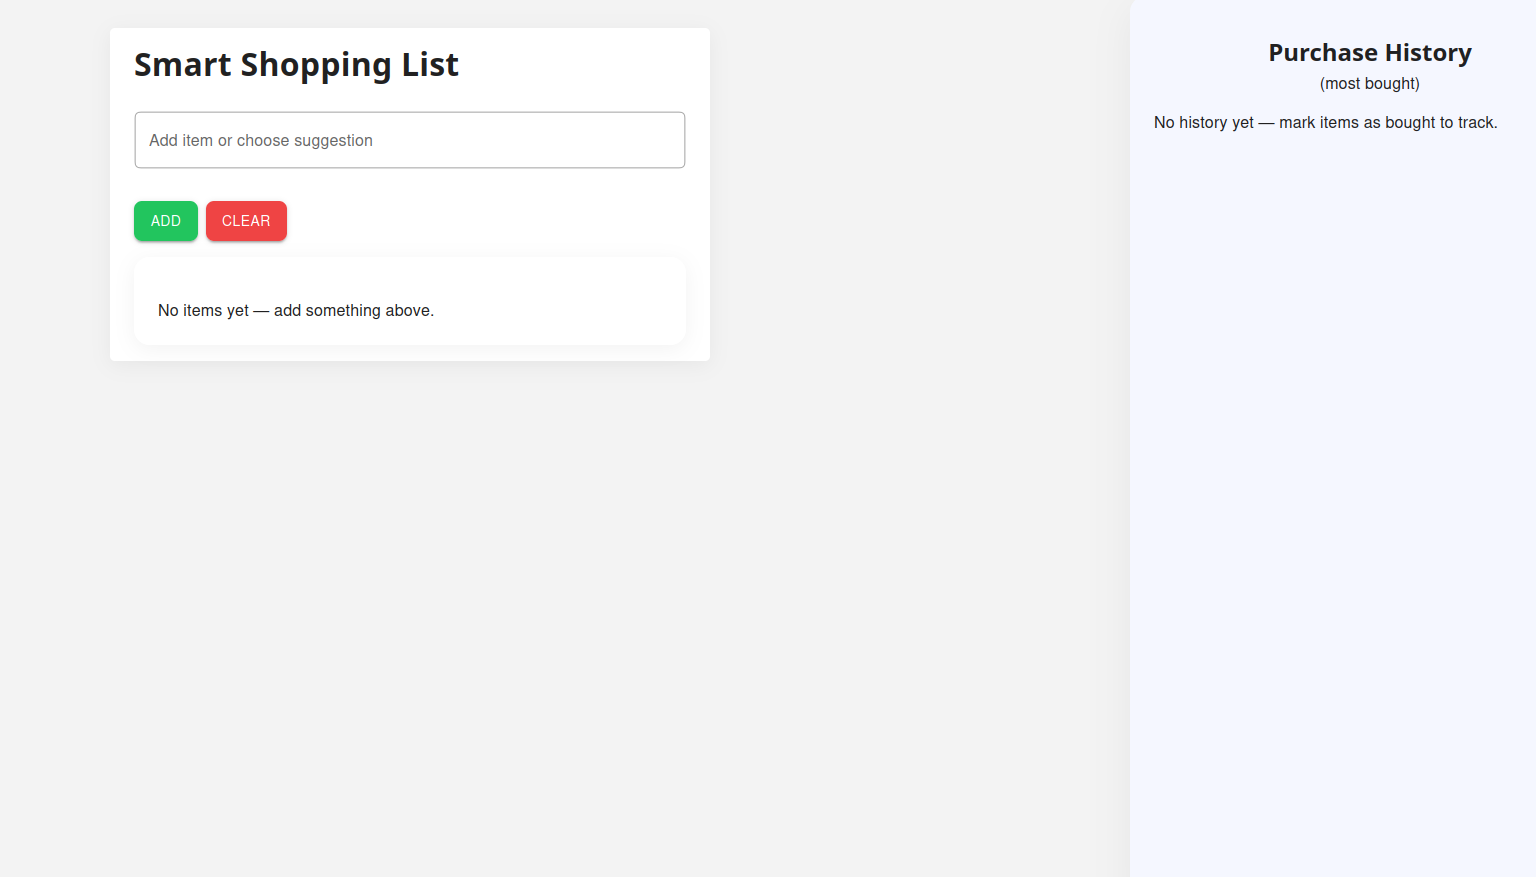 Smart Shopping List
Add item or choose suggestion
ADD CLEAR
No items yet — add something above.
Purchase History
(most bought)
No history yet — mark items as bought to track.